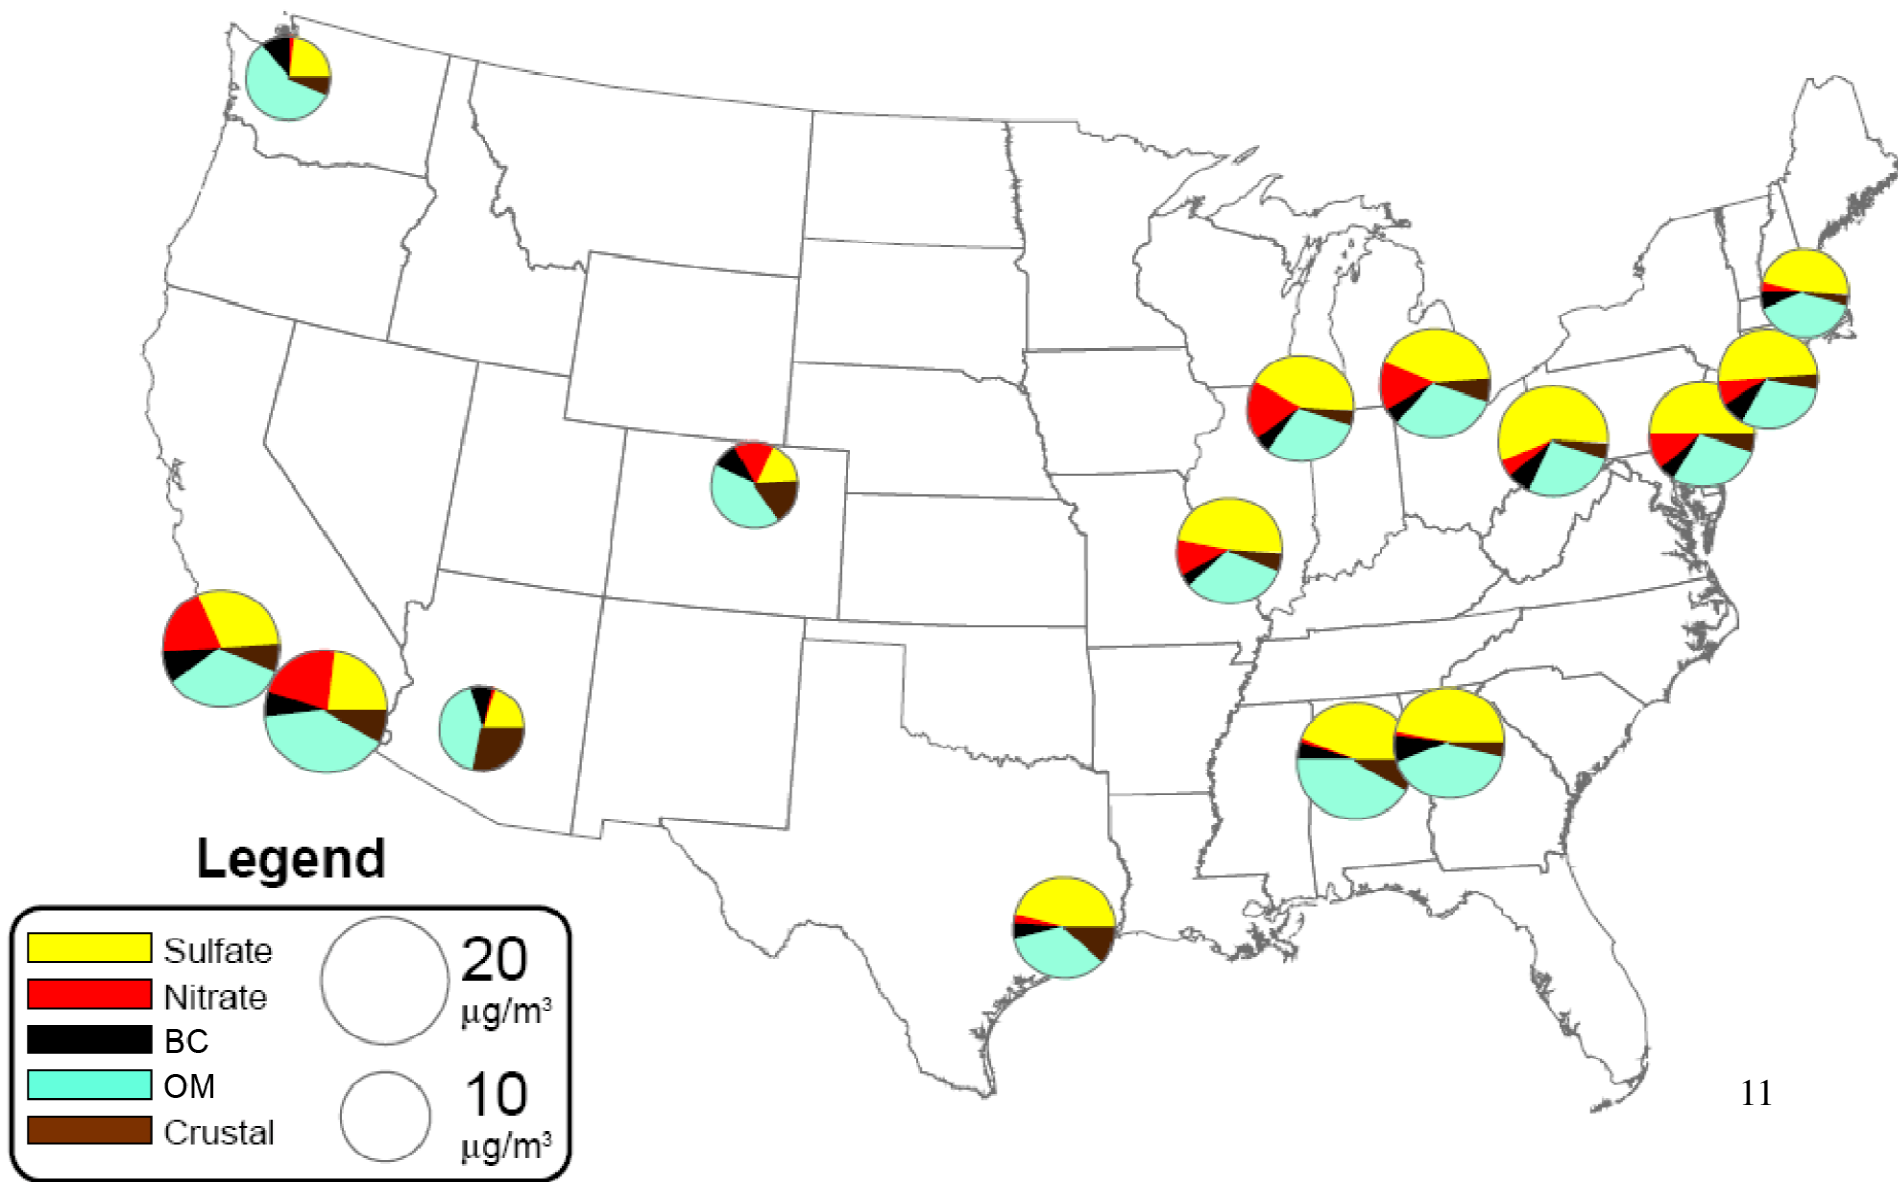 Legend
Sulfate
Nitrate
BC
OM
Crustal
20
μg/m³
10
μg/m³
11